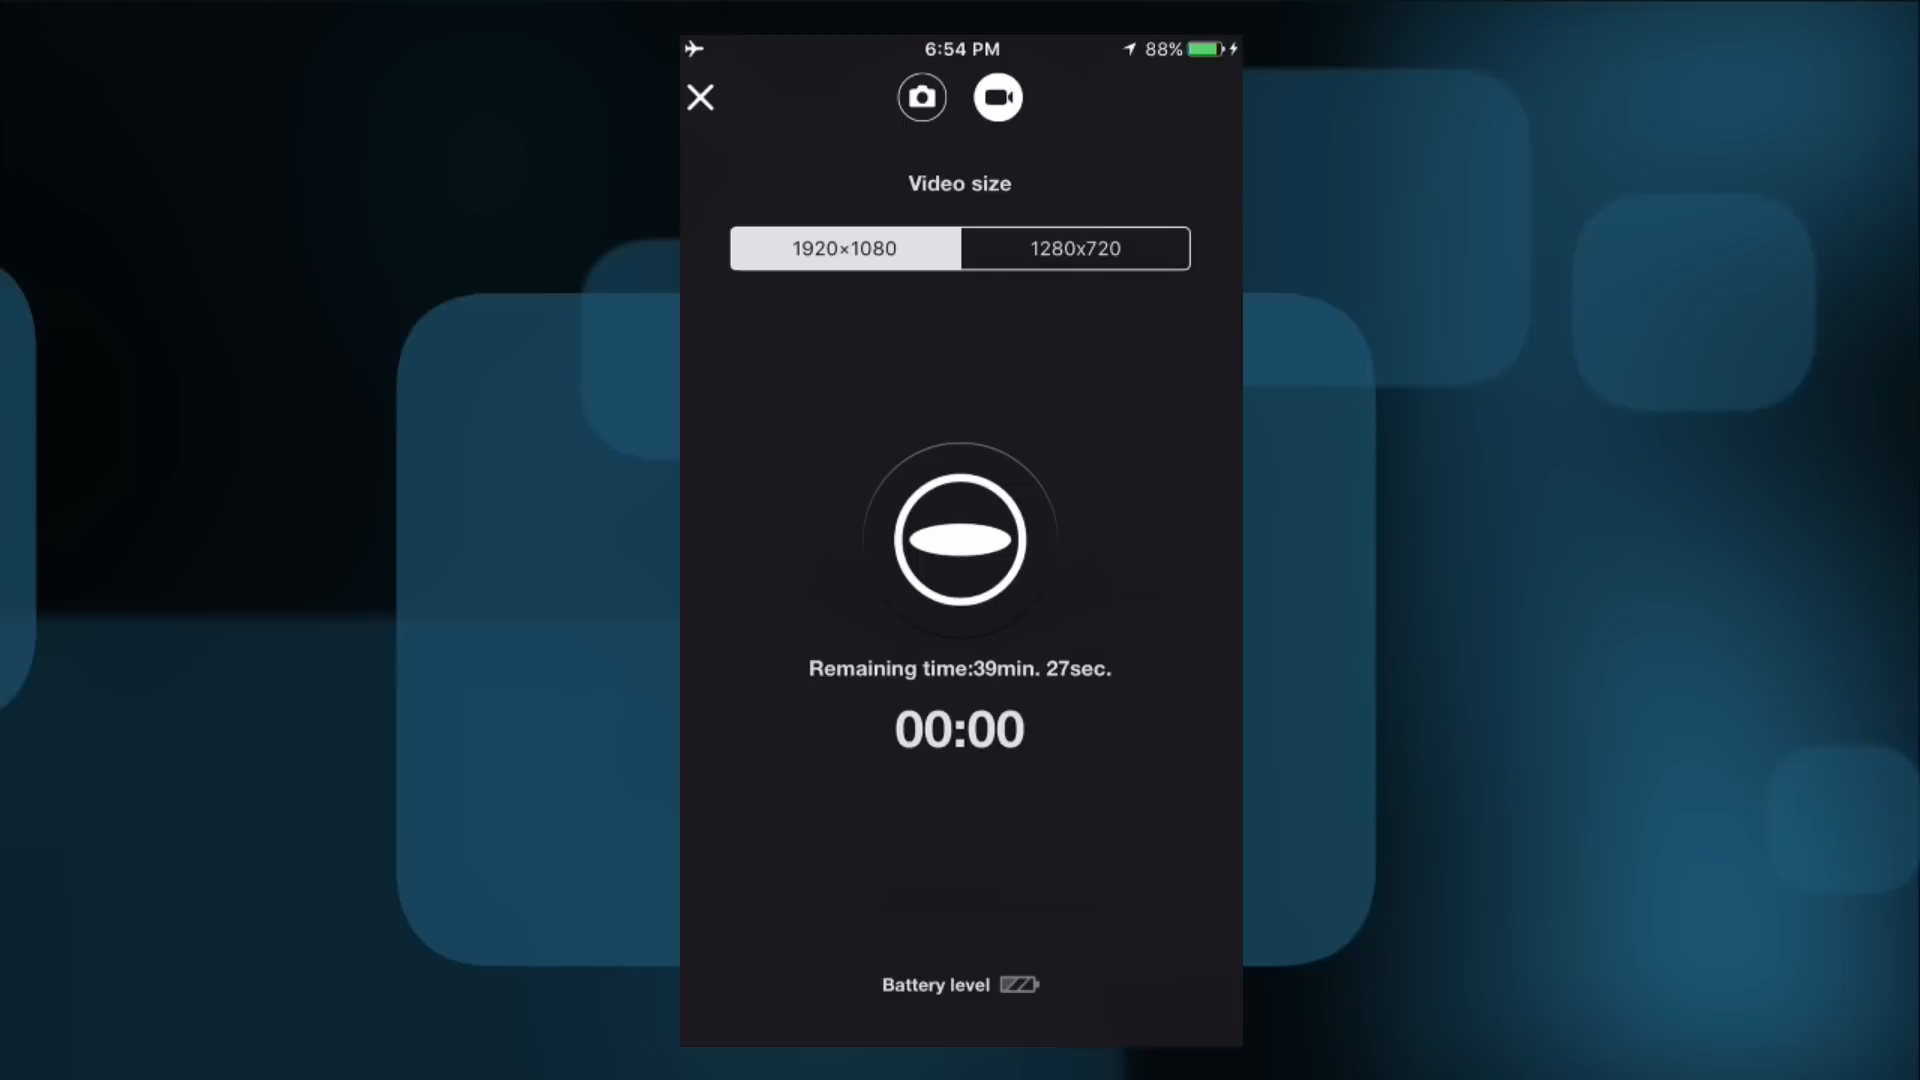 6:54 PM
88%
Video size
1920×1080
1280x720
Remaining time:39min. 27sec.
00:00
Battery level